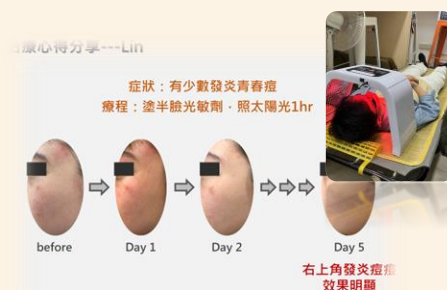 治療心得分享---Lin
症狀：有少數發炎青春痘
療程：塗半臉光敏劑，照太陽光1hr
before
Day 1
Day 2
Day 5
右上角發炎痘痘
效果明顯